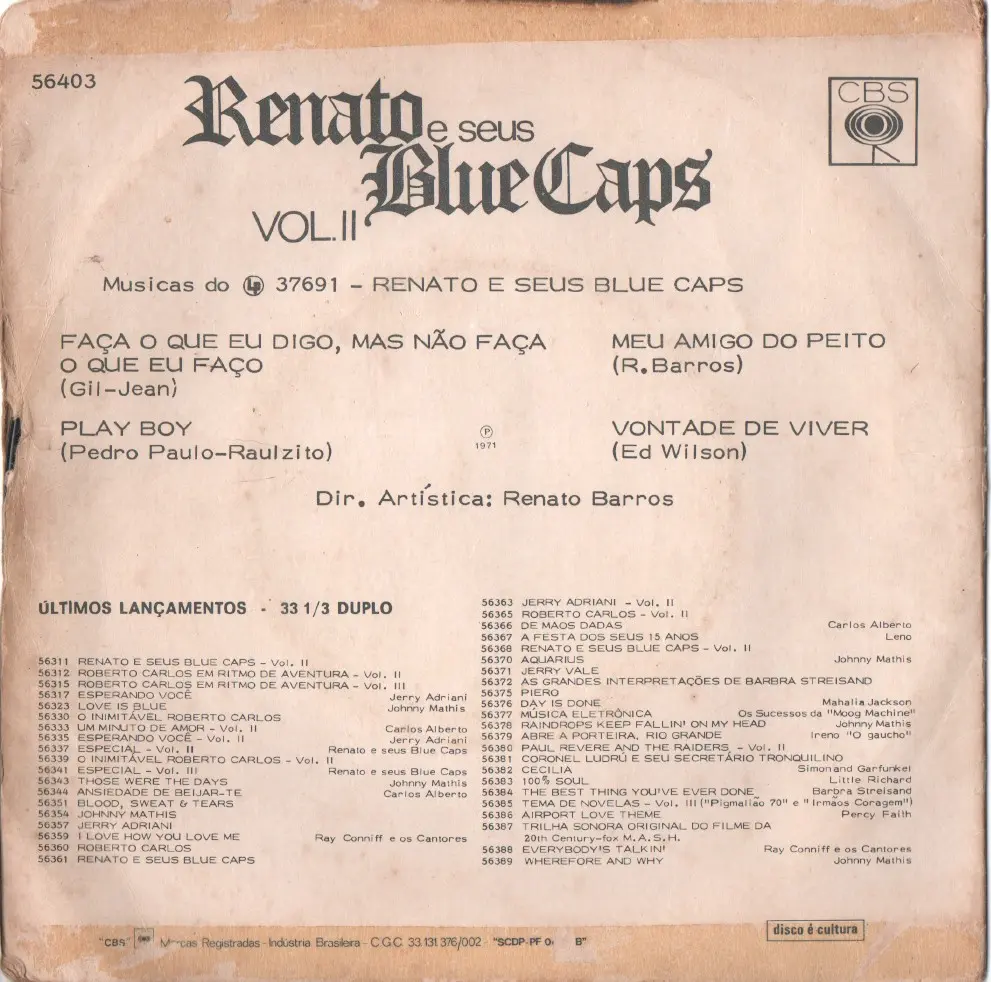 56403
Renato e seus
Blue Caps
VOL. II
CBS
Musicas do LP 37691 - RENATO E SEUS BLUE CAPS
FAÇA O QUE EU DIGO, MAS NÃO FAÇA
O QUE EU FAÇO
(Gil-Jean)
PLAY BOY
(Pedro Paulo-Raulzito)
MEU AMIGO DO PEITO
(R. Barros)
VONTADE DE VIVER
(Ed Wilson)
℗
1971
Dir. Artística: Renato Barros
ÚLTIMOS LANÇAMENTOS - 33 1/3 DUPLO
56311 RENATO E SEUS BLUE CAPS - Vol. II
56312 ROBERTO CARLOS EM RITMO DE AVENTURA - Vol. II
56315 ROBERTO CARLOS EM RITMO DE AVENTURA - Vol. III
56317 ESPERANDO VOCÊ Jerry Adriani
56323 LOVE IS BLUE Johnny Mathis
56330 O INIMITÁVEL ROBERTO CARLOS
56333 UM MINUTO DE AMOR - Vol. II Carlos Alberto
56335 ESPERANDO VOCÊ - Vol. II Jerry Adriani
56337 ESPECIAL - Vol. II Renato e seus Blue Caps
56339 O INIMITÁVEL ROBERTO CARLOS - Vol. II
56341 ESPECIAL - Vol. III Renato e seus Blue Caps
56343 THOSE WERE THE DAYS Johnny Mathis
56344 ANSIEDADE DE BEIJAR-TE Carlos Alberto
56351 BLOOD, SWEAT & TEARS
56354 JOHNNY MATHIS
56357 JERRY ADRIANI
56359 I LOVE HOW YOU LOVE ME Ray Conniff e os Cantores
56360 ROBERTO CARLOS
56361 RENATO E SEUS BLUE CAPS
56363 JERRY ADRIANI - Vol. II
56365 ROBERTO CARLOS - Vol. II
56366 DE MAOS DADAS Carlos Alberto
56367 A FESTA DOS SEUS 15 ANOS Leno
56368 RENATO E SEUS BLUE CAPS - Vol. II
56370 AQUARIUS Johnny Mathis
56371 JERRY VALE
56372 AS GRANDES INTERPRETAÇÕES DE BARBRA STREISAND
56375 PIERO
56376 DAY IS DONE Mahalia Jackson
56377 MÚSICA ELETRÔNICA Os Sucessos da "Moog Machine"
56378 RAINDROPS KEEP FALLIN' ON MY HEAD Johnny Mathis
56379 ABRE A PORTEIRA, RIO GRANDE Ireno "O gaucho"
56380 PAUL REVERE AND THE RAIDERS - Vol. II
56381 CORONEL LUDRÚ E SEU SECRETÁRIO TRONQUILINO
56382 CECILIA Simon and Garfunkel
56383 100% SOUL Little Richard
56384 THE BEST THING YOU'VE EVER DONE Barbra Streisand
56385 TEMA DE NOVELAS - Vol. III ("Pigmalião 70" e "Irmãos Coragem")
56386 AIRPORT LOVE THEME Percy Faith
56387 TRILHA SONORA ORIGINAL DO FILME DA
20th Century-fox M.A.S.H.
56388 EVERYBODY'S TALKIN' Ray Conniff e os Cantores
56389 WHEREFORE AND WHY Johnny Mathis
"CBS" Marcas Registradas - Indústria Brasileira - C.G.C 33.131.376/002 - "SCDP-PF B"
disco é cultura